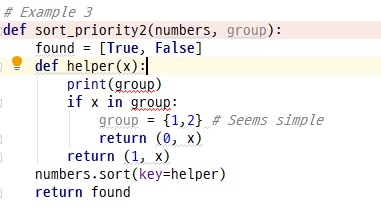 # Example 3
def sort_priority2(numbers, group):
    found = [True, False]
    def helper(x):
        print(group)
        if x in group:
            group = {1,2} # Seems simple
            return (0, x)
        return (1, x)
    numbers.sort(key=helper)
    return found